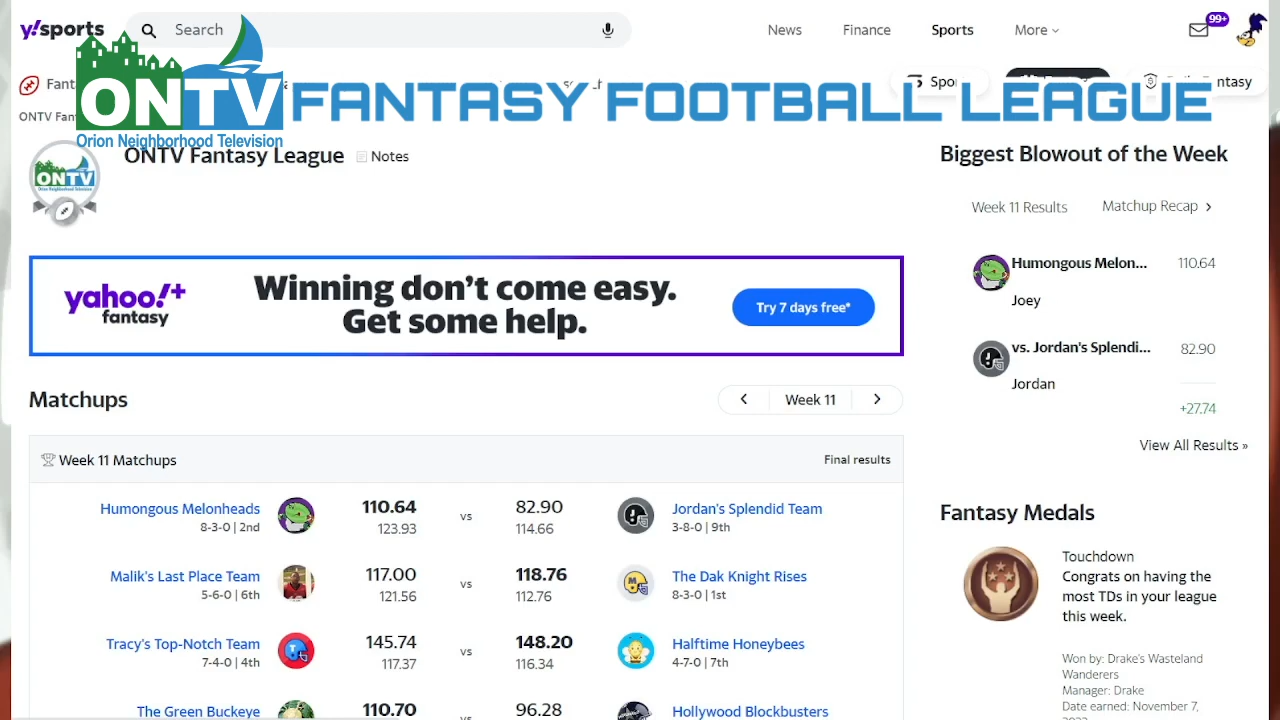 y!sports
Search
News
Finance
Sports
More
99+
ONTV
Orion Neighborhood Television
FANTASY FOOTBALL LEAGUE
ONTV Fantasy League
Notes
ONTV
Orion Neighborhood Television
yahoo!+
fantasy
Winning don't come easy.
Get some help.
Try 7 days free*
Matchups
Week 11
Week 11 Matchups
Final results
Humongous Melonheads 110.64 vs 82.90 Jordan's Splendid Team
8-3-0 | 2nd 123.93 114.66 3-8-0 | 9th
Malik's Last Place Team 117.00 vs 118.76 The Dak Knight Rises
5-6-0 | 6th 121.56 112.76 8-3-0 | 1st
Tracy's Top-Notch Team 145.74 vs 148.20 Halftime Honeybees
7-4-0 | 4th 117.37 116.34 4-7-0 | 7th
The Green Buckeye 110.70 vs 96.28 Hollywood Blockbusters
Biggest Blowout of the Week
Week 11 Results
Matchup Recap
Humongous Melon... 110.64
Joey
vs. Jordan's Splendi... 82.90
Jordan
+27.74
View All Results »
Fantasy Medals
Touchdown
Congrats on having the
most TDs in your league
this week.
Won by: Drake's Wasteland
Wanderers
Manager: Drake
Date earned: November 7,